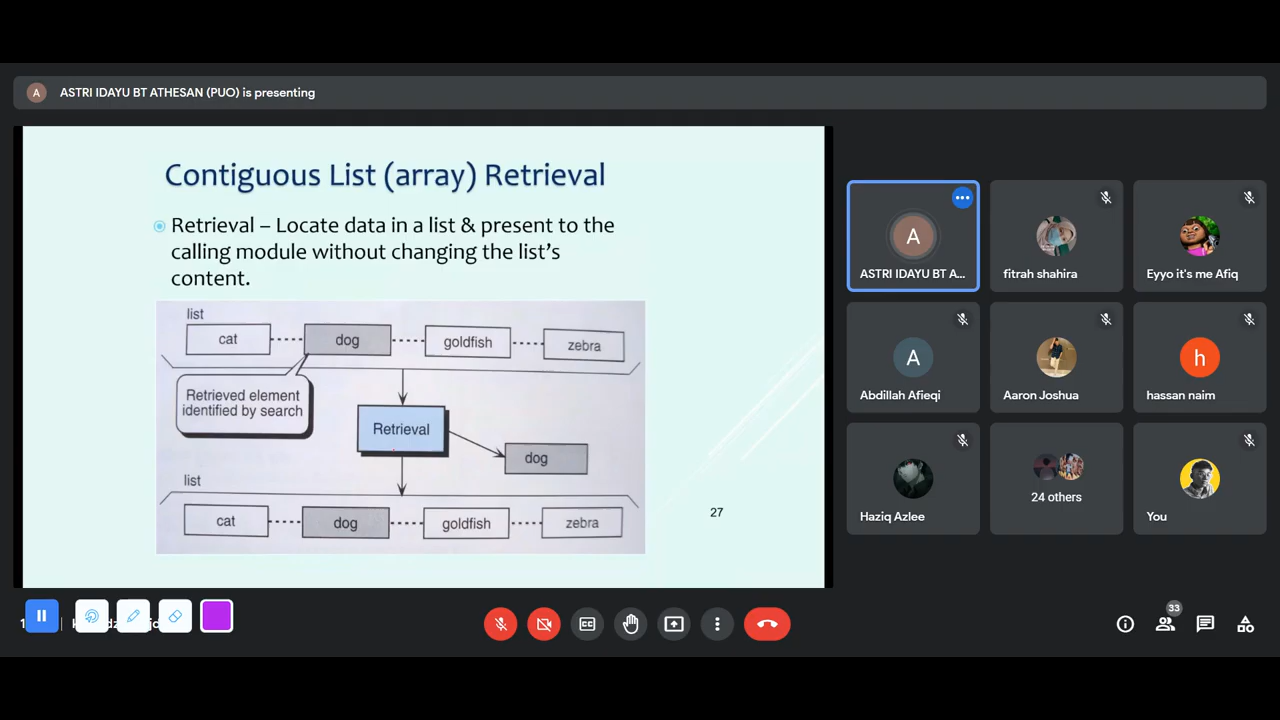 A ASTRI IDAYU BT ATHESAN (PUO) is presenting
Contiguous List (array) Retrieval
Retrieval – Locate data in a list & present to the
calling module without changing the list's
content.
list
cat dog goldfish zebra
Retrieved element
identified by search
Retrieval
dog
list
cat dog goldfish zebra
27
A
ASTRI IDAYU BT A...
fitrah shahira
Eyyo it's me Afiq
A
Abdillah Afieqi
Aaron Joshua
h
hassan naim
Haziq Azlee
24 others
You
CC
33